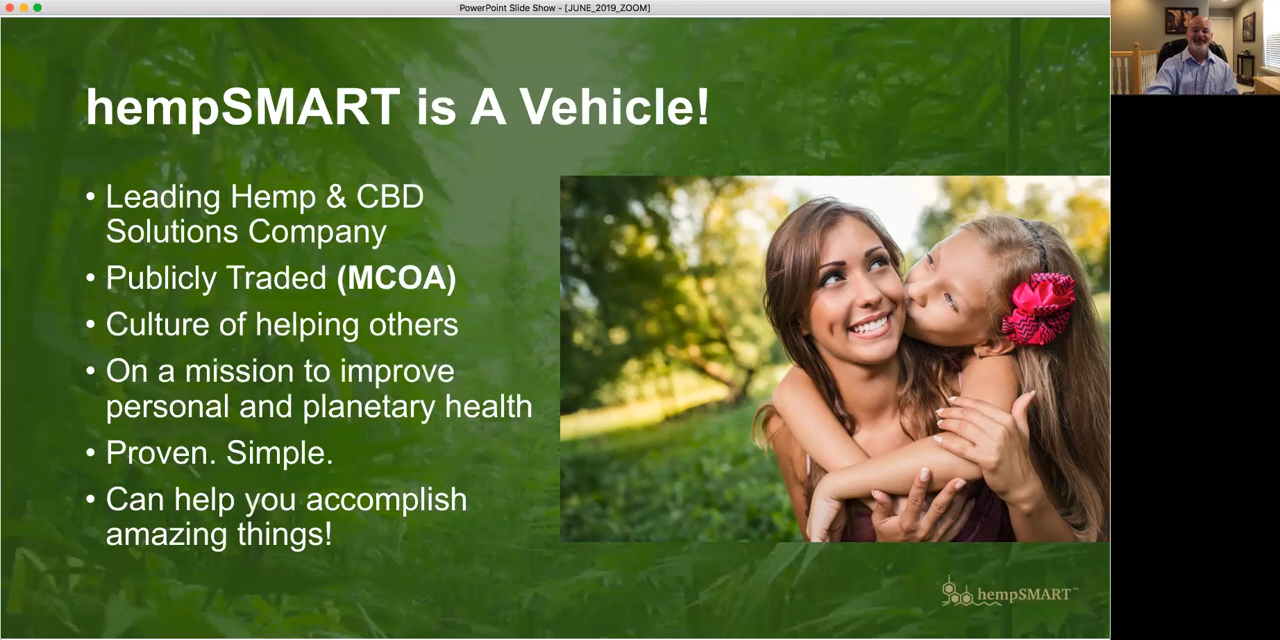 PowerPoint Slide Show - [JUNE_2019_ZOOM]
hempSMART is A Vehicle!
• Leading Hemp & CBD
Solutions Company
• Publicly Traded (MCOA)
• Culture of helping others
• On a mission to improve
personal and planetary health
• Proven. Simple.
• Can help you accomplish
amazing things!
hempSMART™